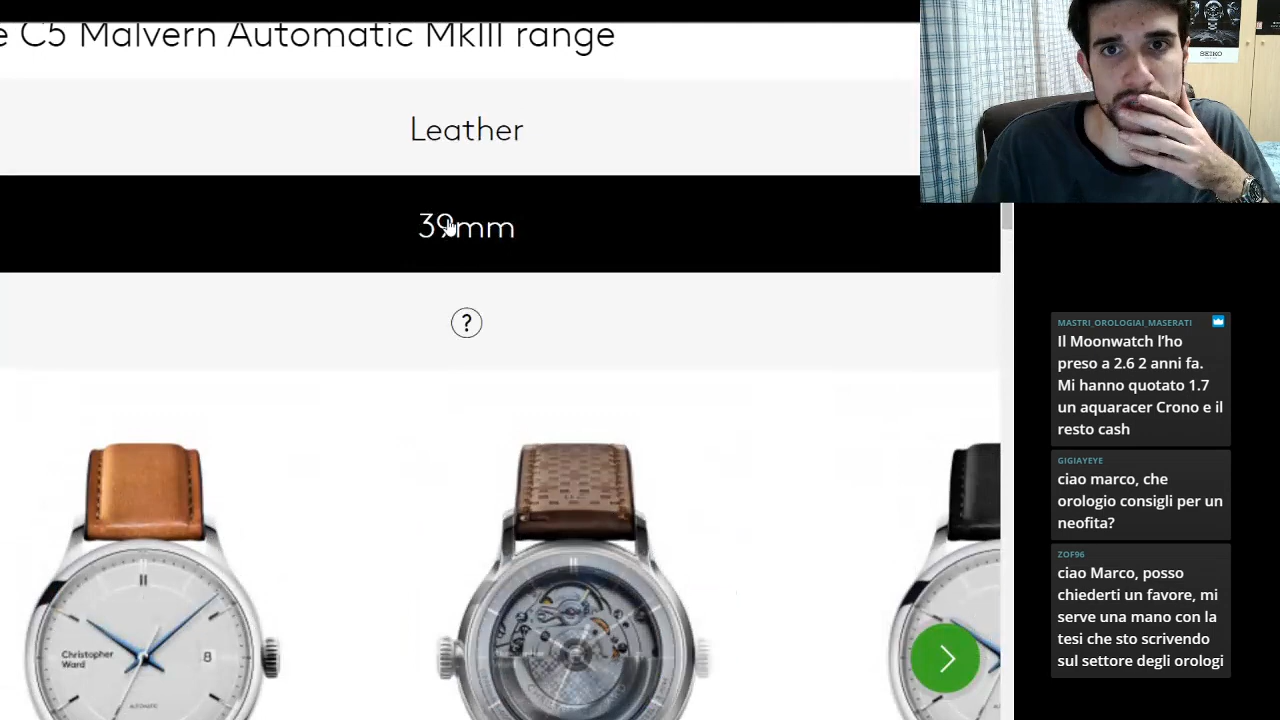 e C5 Malvern Automatic MkIII range
SEIKO
Leather
39mm
?
Christopher
Ward
8
AUTOMATIC
MASTRI_OROLOGIAI_MASERATI
Il Moonwatch l'ho
preso a 2.6 2 anni fa.
Mi hanno quotato 1.7
un aquaracer Crono e il
resto cash
GIGIAYEYE
ciao marco, che
orologio consigli per un
neofita?
ZOF96
ciao Marco, posso
chiederti un favore, mi
serve una mano con la
tesi che sto scrivendo
sul settore degli orologi